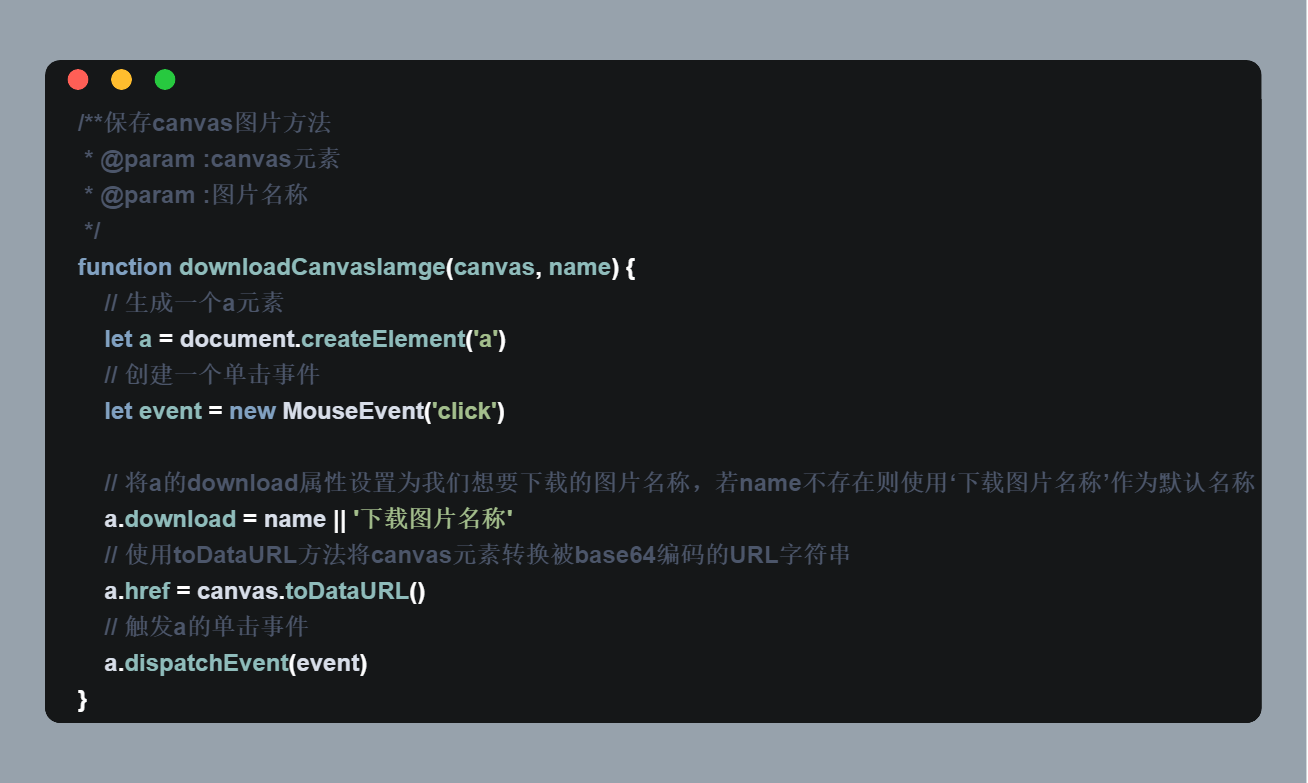 /**保存canvas图片方法
 * @param :canvas元素
 * @param :图片名称
 */
function downloadCanvasIamge(canvas, name) {
    // 生成一个a元素
    let a = document.createElement('a')
    // 创建一个单击事件
    let event = new MouseEvent('click')

    // 将a的download属性设置为我们想要下载的图片名称，若name不存在则使用‘下载图片名称’作为默认名称
    a.download = name || '下载图片名称'
    // 使用toDataURL方法将canvas元素转换被base64编码的URL字符串
    a.href = canvas.toDataURL()
    // 触发a的单击事件
    a.dispatchEvent(event)
}